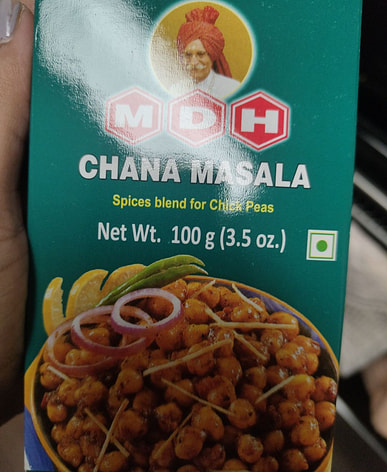 MDH
CHANA MASALA
Spices blend for Chick Peas
Net Wt. 100 g (3.5 oz.)